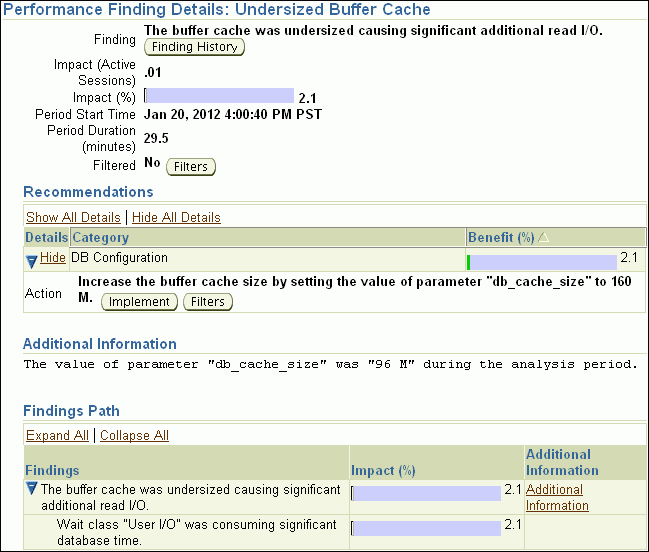 Performance Finding Details: Undersized Buffer Cache
Finding The buffer cache was undersized causing significant additional read I/O.
Finding History
Impact (Active Sessions) .01
Impact (%) 2.1
Period Start Time Jan 20, 2012 4:00:40 PM PST
Period Duration (minutes) 29.5
Filtered No Filters
Recommendations
Show All Details | Hide All Details
Details Category Benefit (%)
Hide DB Configuration 2.1
Action Increase the buffer cache size by setting the value of parameter "db_cache_size" to 160
M. Implement Filters
Additional Information
The value of parameter "db_cache_size" was "96 M" during the analysis period.
Findings Path
Expand All | Collapse All
Findings Impact (%) Additional Information
The buffer cache was undersized causing significant 2.1 Additional
additional read I/O. Information
Wait class "User I/O" was consuming significant 2.1
database time.